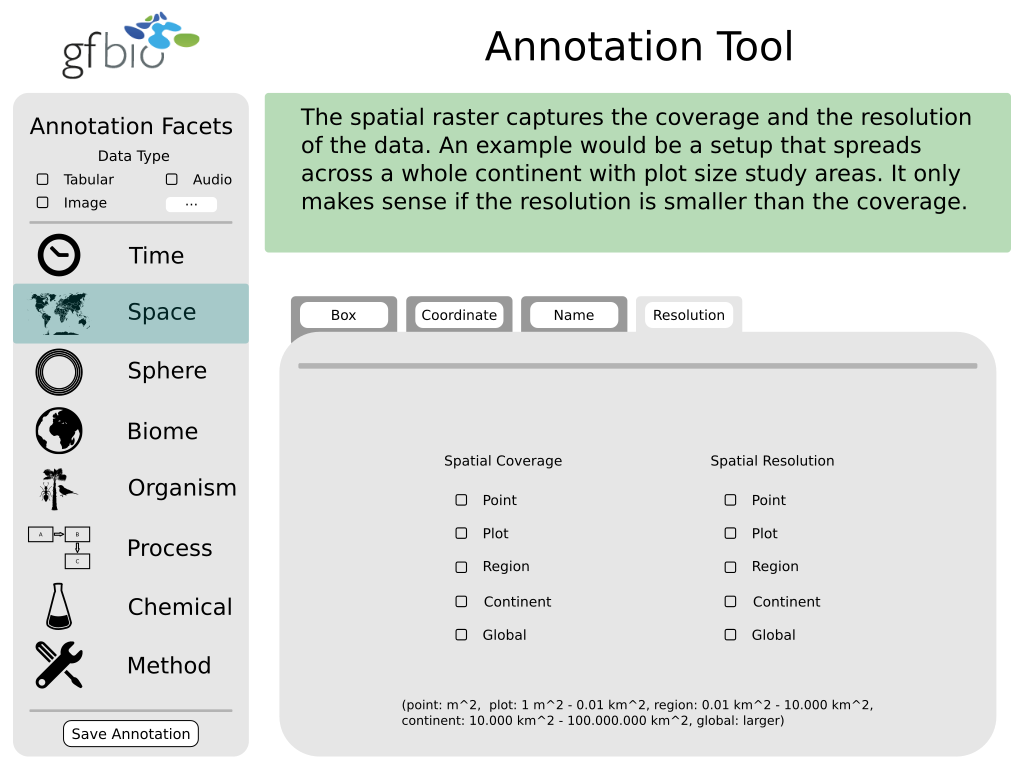 gfbio
Annotation Tool
Annotation Facets
Data Type
Tabular
Audio
Image
...
Time
Space
Sphere
Biome
Organism
A
B
C
Process
Chemical
Method
Save Annotation
The spatial raster captures the coverage and the resolution
of the data. An example would be a setup that spreads
across a whole continent with plot size study areas. It only
makes sense if the resolution is smaller than the coverage.
Box
Coordinate
Name
Resolution
Spatial Coverage
Point
Plot
Region
Continent
Global
Spatial Resolution
Point
Plot
Region
Continent
Global
(point: m^2, plot: 1 m^2 - 0.01 km^2, region: 0.01 km^2 - 10.000 km^2,
continent: 10.000 km^2 - 100.000.000 km^2, global: larger)